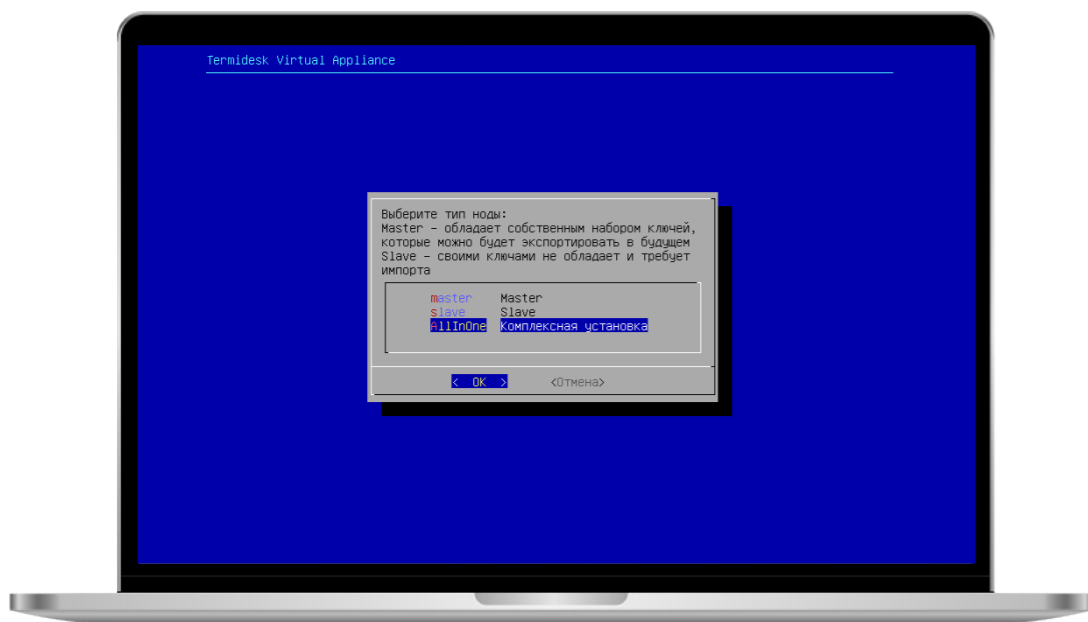 Termidesk Virtual Appliance
Выберите тип ноды:
Master – обладает собственным набором ключей,
которые можно будет экспортировать в будущем
Slave – своими ключами не обладает и требует
импорта
master Master
slave Slave
AllInOne Комплексная установка
< OK > <Отмена>